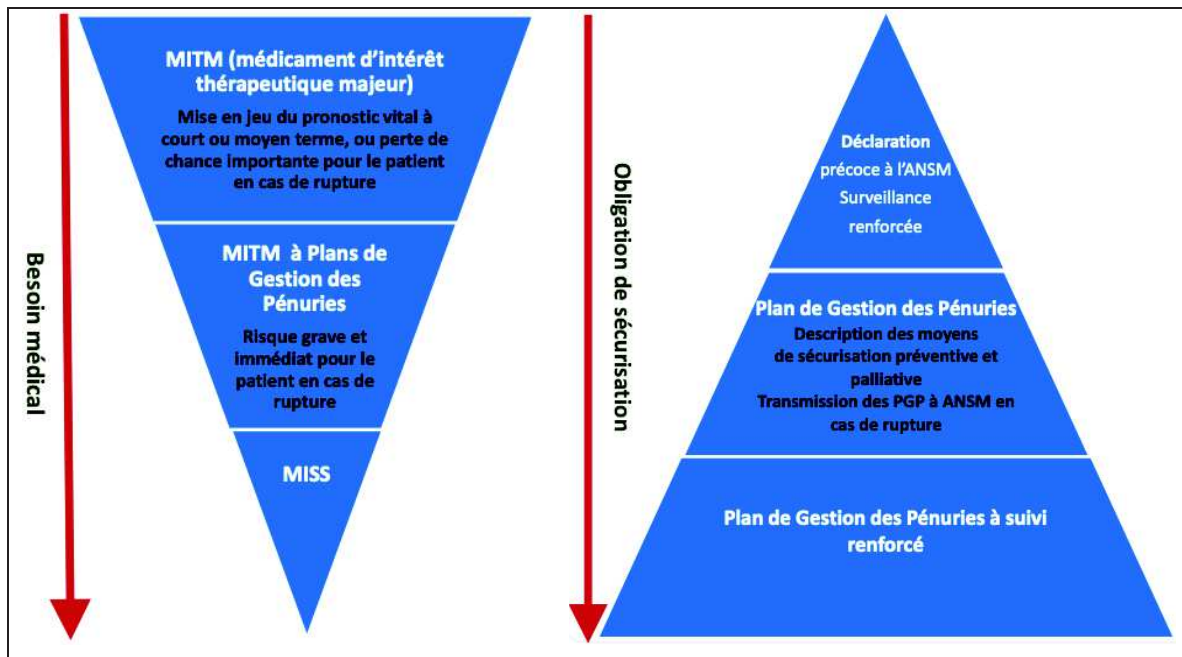 Besoin médical
MITM (médicament d'intérêt
thérapeutique majeur)
Mise en jeu du pronostic vital à
court ou moyen terme, ou perte de
chance importante pour le patient
en cas de rupture
MITM à Plans de
Gestion des
Pénuries
Risque grave et
immédiat pour le
patient en cas de
rupture
MISS
Obligation de sécurisation
Déclaration
précoce à l'ANSM
Surveillance
renforcée
Plan de Gestion des Pénuries
Description des moyens
de sécurisation préventive et
palliative
Transmission des PGP à ANSM en
cas de rupture
Plan de Gestion des Pénuries à suivi
renforcé